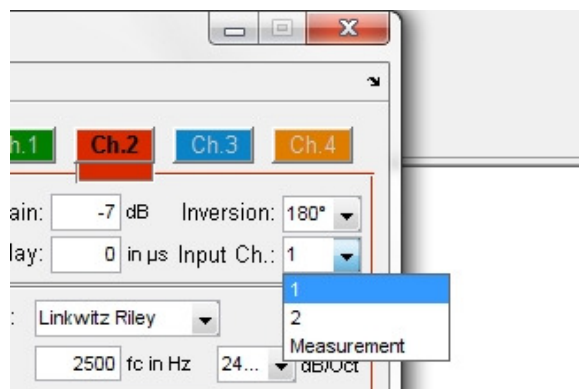 h.1 Ch.2 Ch.3 Ch.4
ain: -7 dB Inversion: 180°
lay: 0 in µs Input Ch.: 1
1
: Linkwitz Riley 2
Measurement
2500 fc in Hz 24... dB/Oct